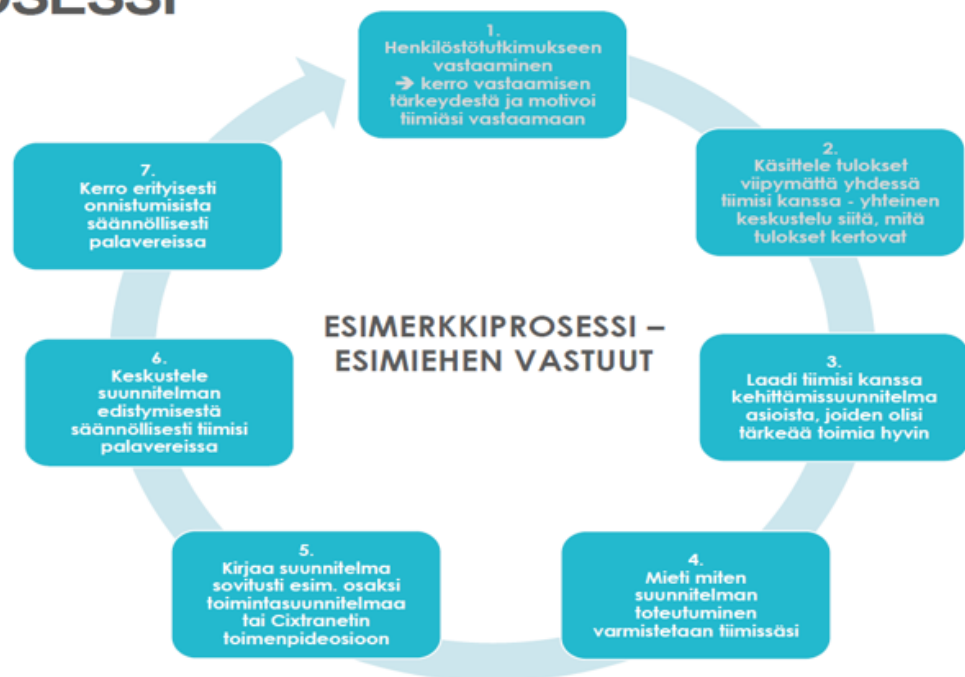 1.
Henkilöstötutkimukseen
vastaaminen
➔ kerro vastaamisen
tärkeydestä ja motivoi
tiimiäsi vastaamaan
2.
Käsittele tulokset
viipymättä yhdessä
tiimisi kanssa - yhteinen
keskustelu siitä, mitä
tulokset kertovat
3.
Laadi tiimisi kanssa
kehittämissuunnitelma
asioista, joiden olisi
tärkeää toimia hyvin
4.
Mieti miten
suunnitelman
toteutuminen
varmistetaan tiimissäsi
5.
Kirjaa suunnitelma
sovitusti esim. osaksi
toimintasuunnitelmaa
tai Cixtranetin
toimenpideosioon
6.
Keskustele
suunnitelman
edistymisestä
säännöllisesti tiimisi
palavereissa
7.
Kerro erityisesti
onnistumisista
säännöllisesti
palavereissa
ESIMERKKIPROSESSI –
ESIMIEHEN VASTUUT